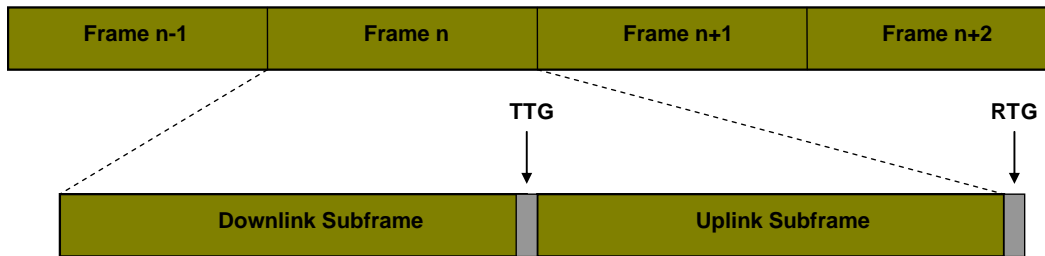 Frame n-1
Frame n
Frame n+1
Frame n+2
TTG
RTG
Downlink Subframe
Uplink Subframe